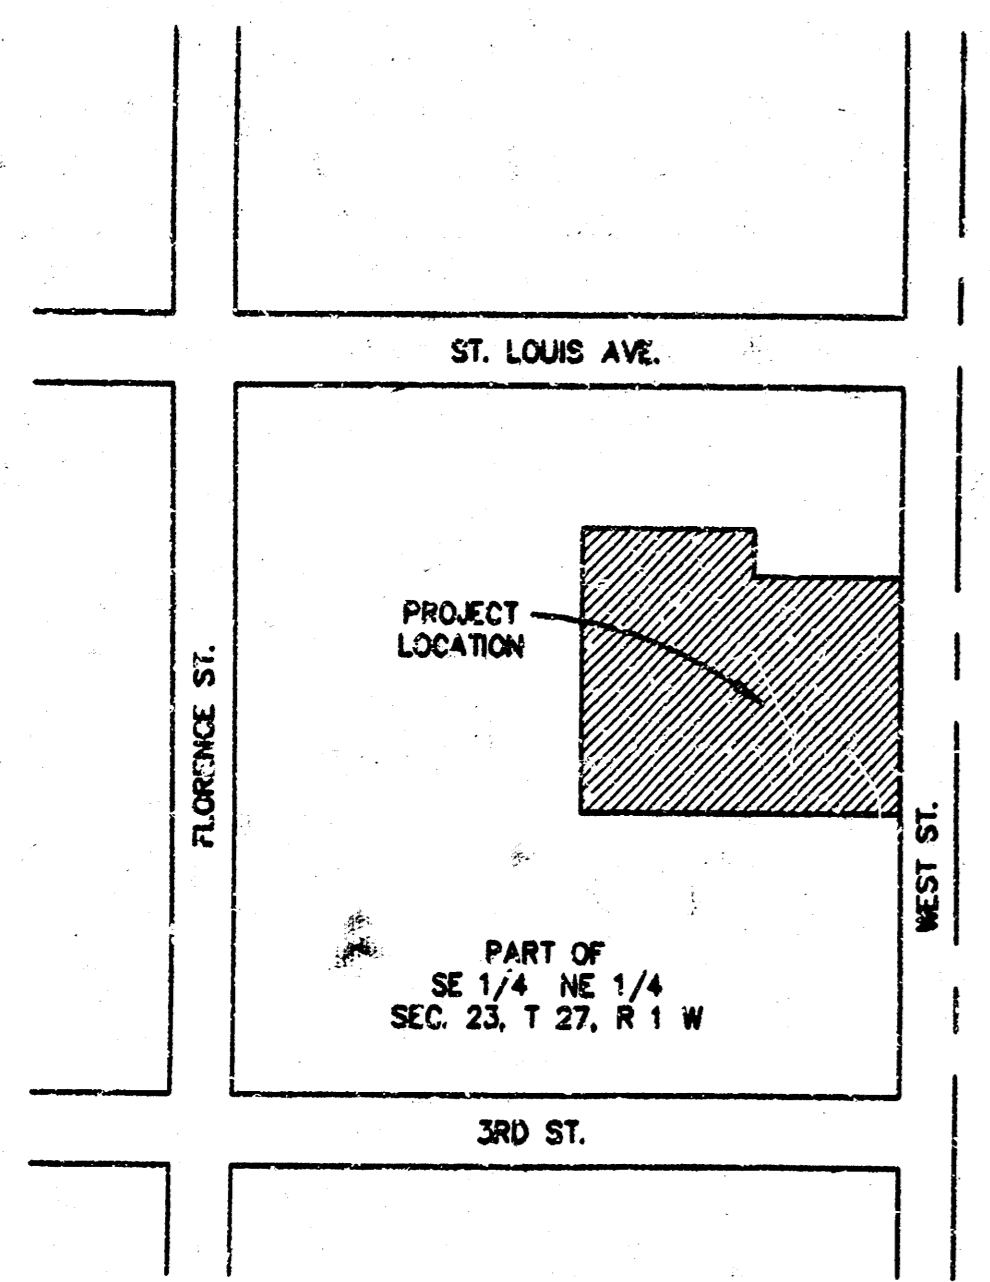 ST. LOUIS AVE.
PROJECT
LOCATION
FLORENCE ST.
WEST ST.
PART OF
SE 1/4 NE 1/4
SEC. 23, T 27, R 1 W
3RD ST.